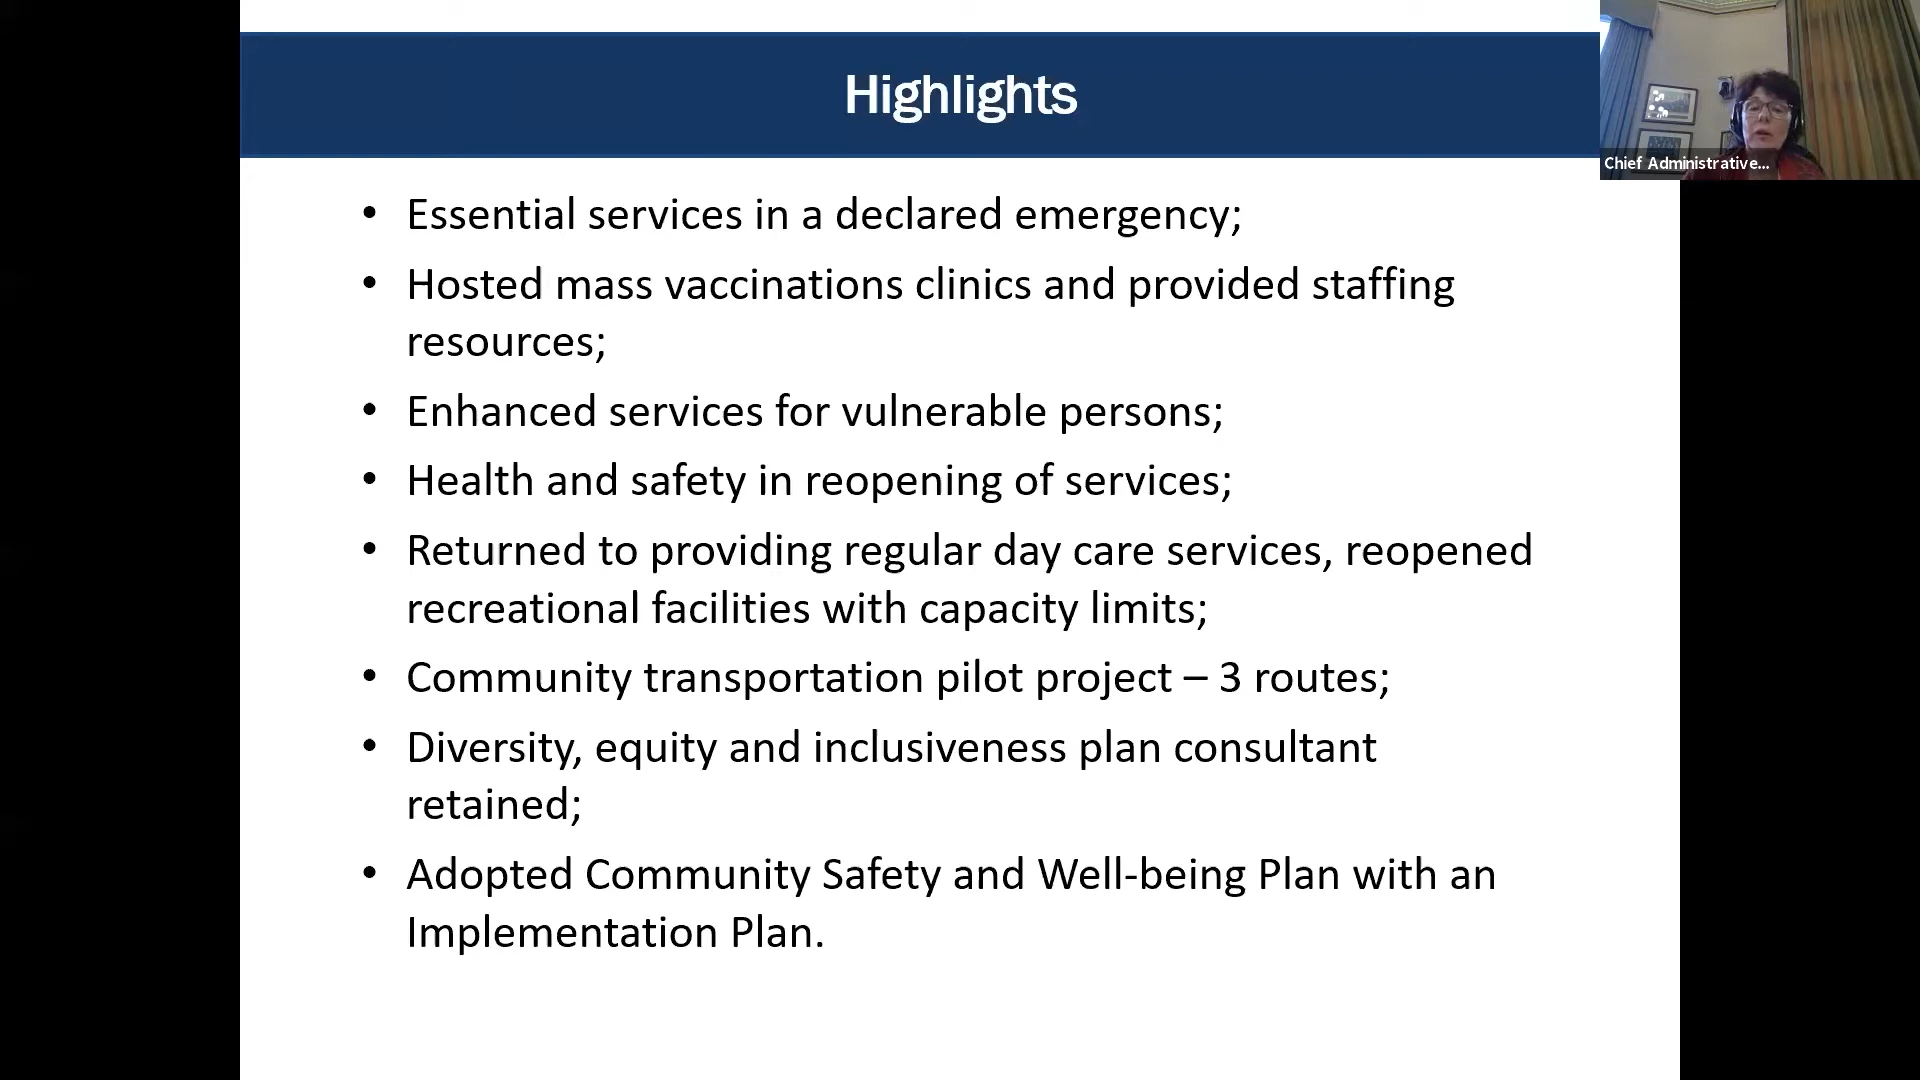 Highlights
Chief Administrative...
• Essential services in a declared emergency;
• Hosted mass vaccinations clinics and provided staffing
resources;
• Enhanced services for vulnerable persons;
• Health and safety in reopening of services;
• Returned to providing regular day care services, reopened
recreational facilities with capacity limits;
• Community transportation pilot project – 3 routes;
• Diversity, equity and inclusiveness plan consultant
retained;
• Adopted Community Safety and Well-being Plan with an
Implementation Plan.